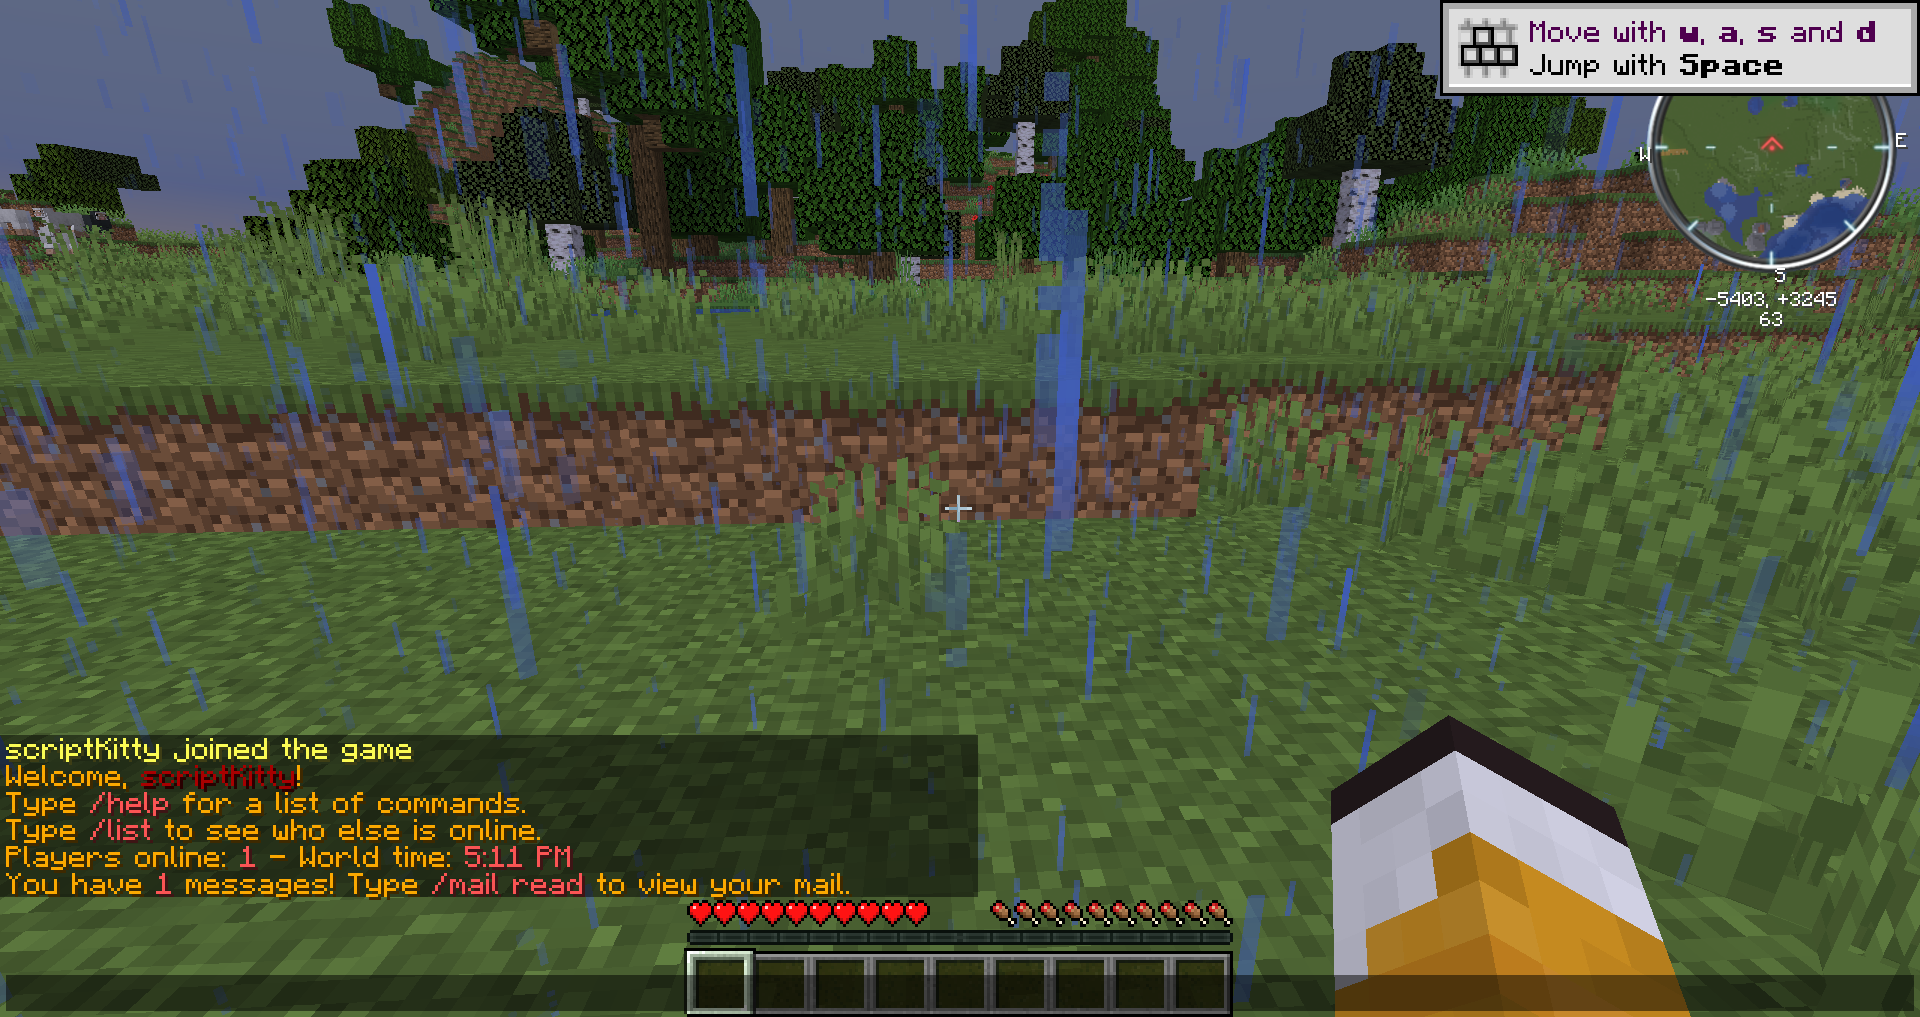 Move with w, a, s and d
Jump with Space
W
E
S
-5403, +3245
63
scriptKitty joined the game
Welcome, scriptKitty!
Type /help for a list of commands.
Type /list to see who else is online.
Players online: 1 - World time: 5:11 PM
You have 1 messages! Type /mail read to view your mail.